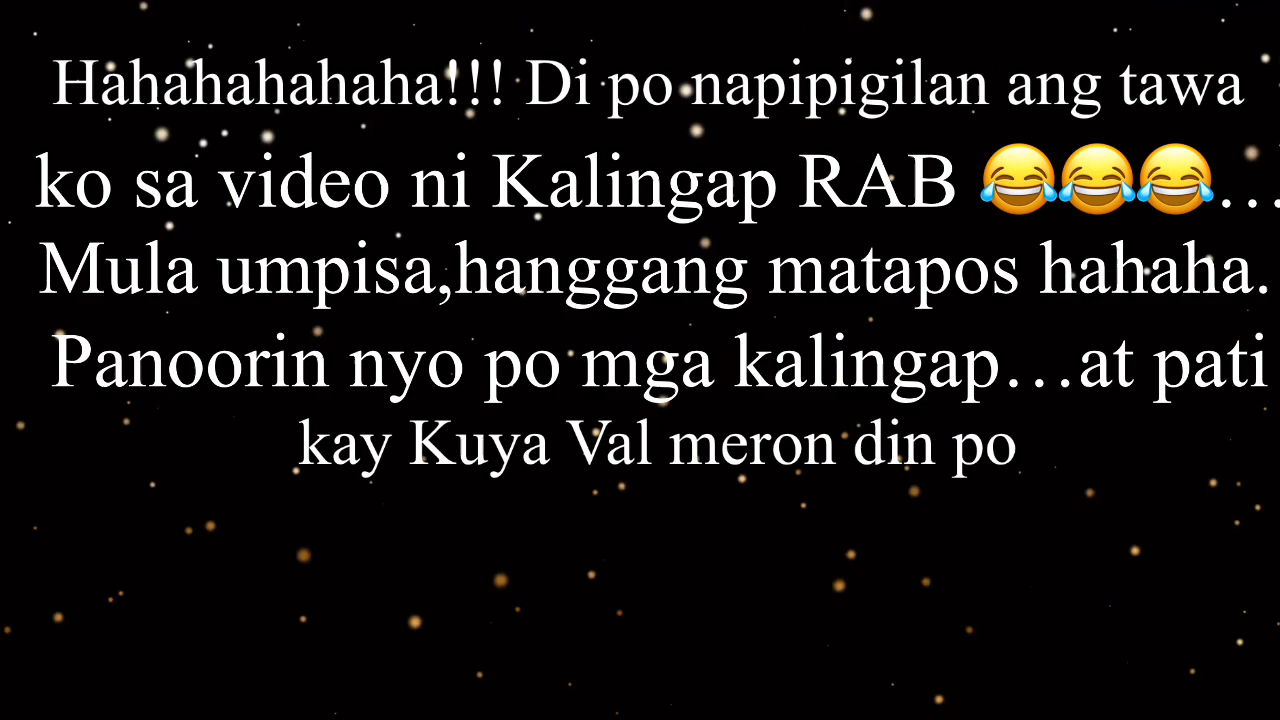 Hahahahahaha!!! Di po napipigilan ang tawa
ko sa video ni Kalingap RAB 😂😂😂…
Mula umpisa,hanggang matapos hahaha.
Panoorin nyo po mga kalingap…at pati
kay Kuya Val meron din po